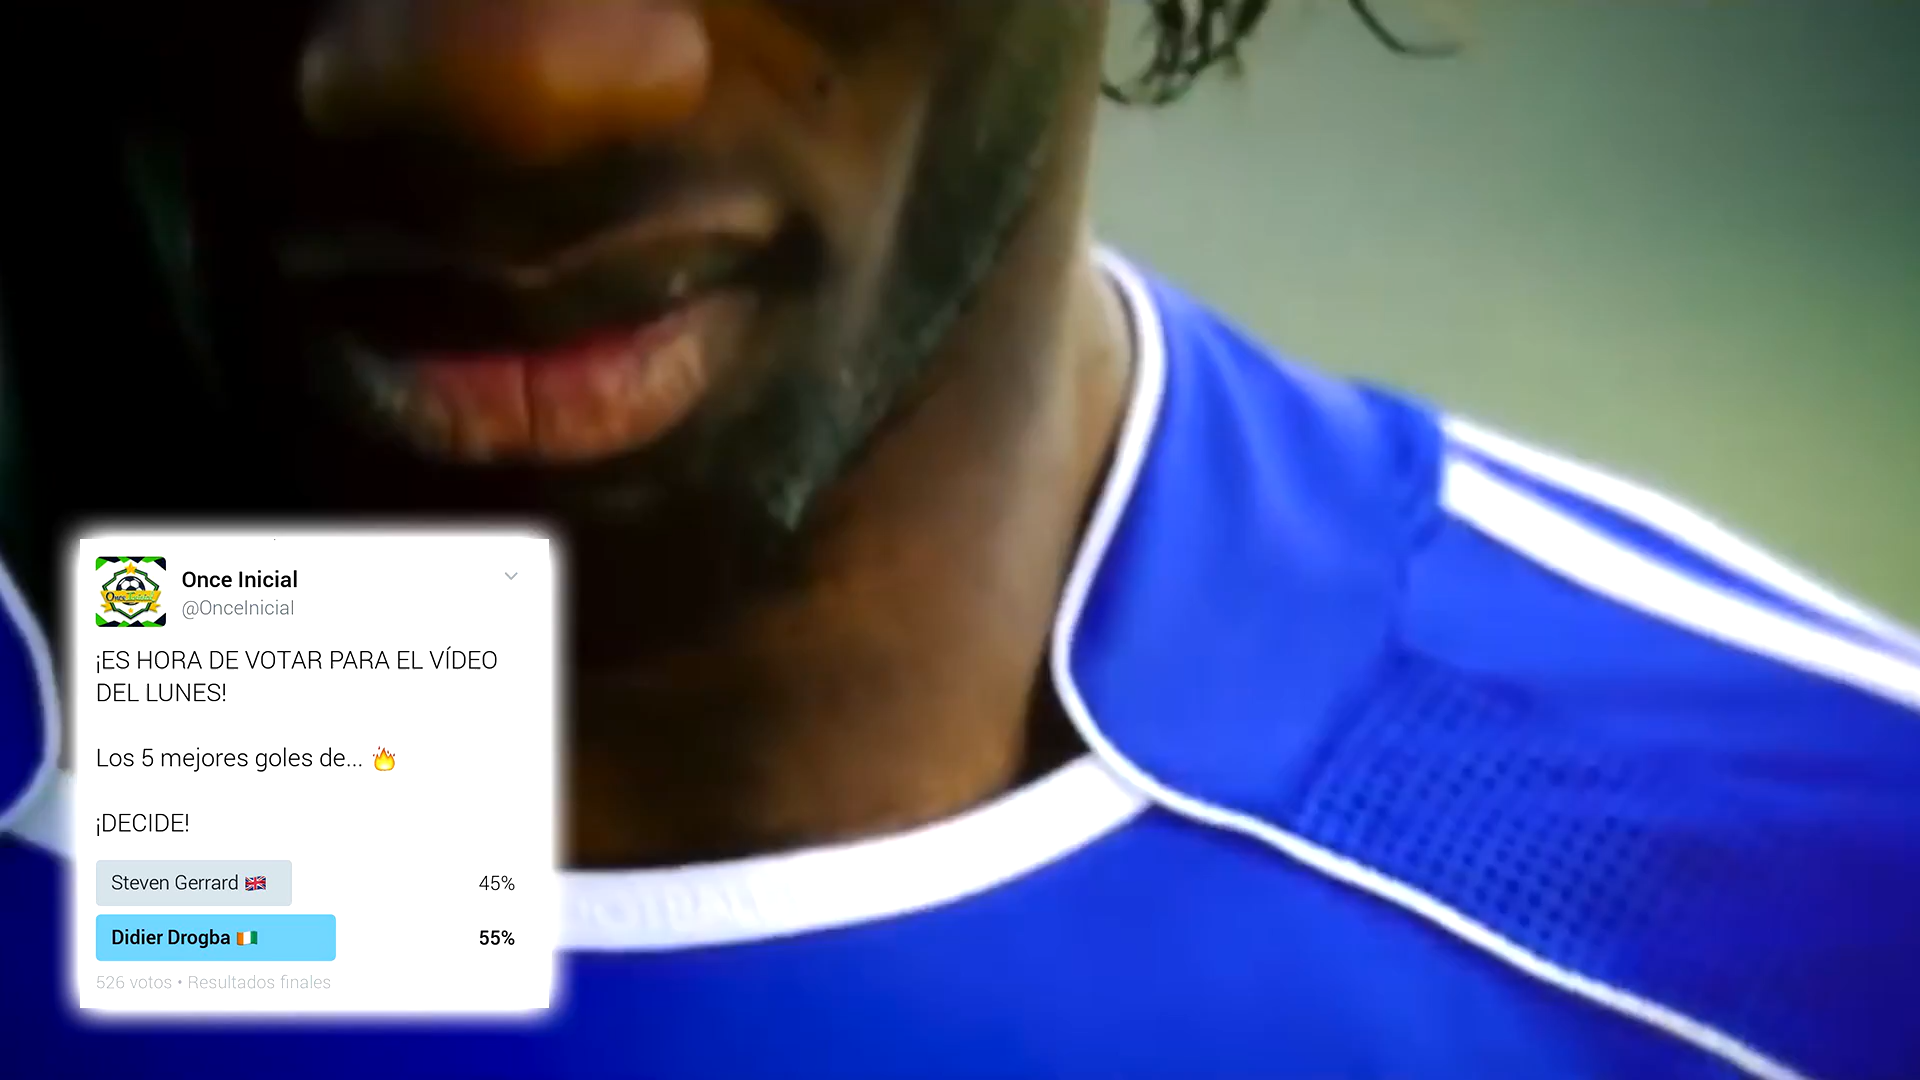 Once Inicial
@OnceInicial
¡ES HORA DE VOTAR PARA EL VÍDEO
DEL LUNES!
Los 5 mejores goles de... 🔥
¡DECIDE!
Steven Gerrard 🇬🇧 45%
Didier Drogba 🇨🇮 55%
526 votos • Resultados finales